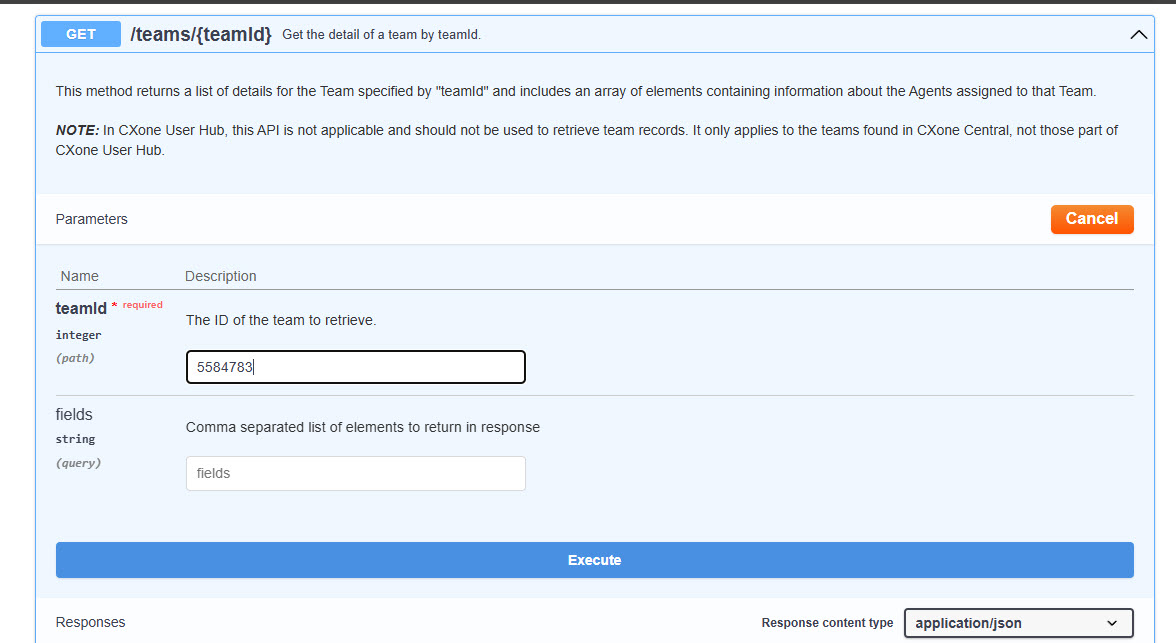 GET /teams/{teamId} Get the detail of a team by teamId.
This method returns a list of details for the Team specified by "teamId" and includes an array of elements containing information about the Agents assigned to that Team.
NOTE: In CXone User Hub, this API is not applicable and should not be used to retrieve team records. It only applies to the teams found in CXone Central, not those part of
CXone User Hub.
Parameters
Cancel
Name Description
teamId * required
The ID of the team to retrieve.
integer
(path)
5584783
fields
Comma separated list of elements to return in response
string
(query)
fields
Execute
Responses Response content type application/json